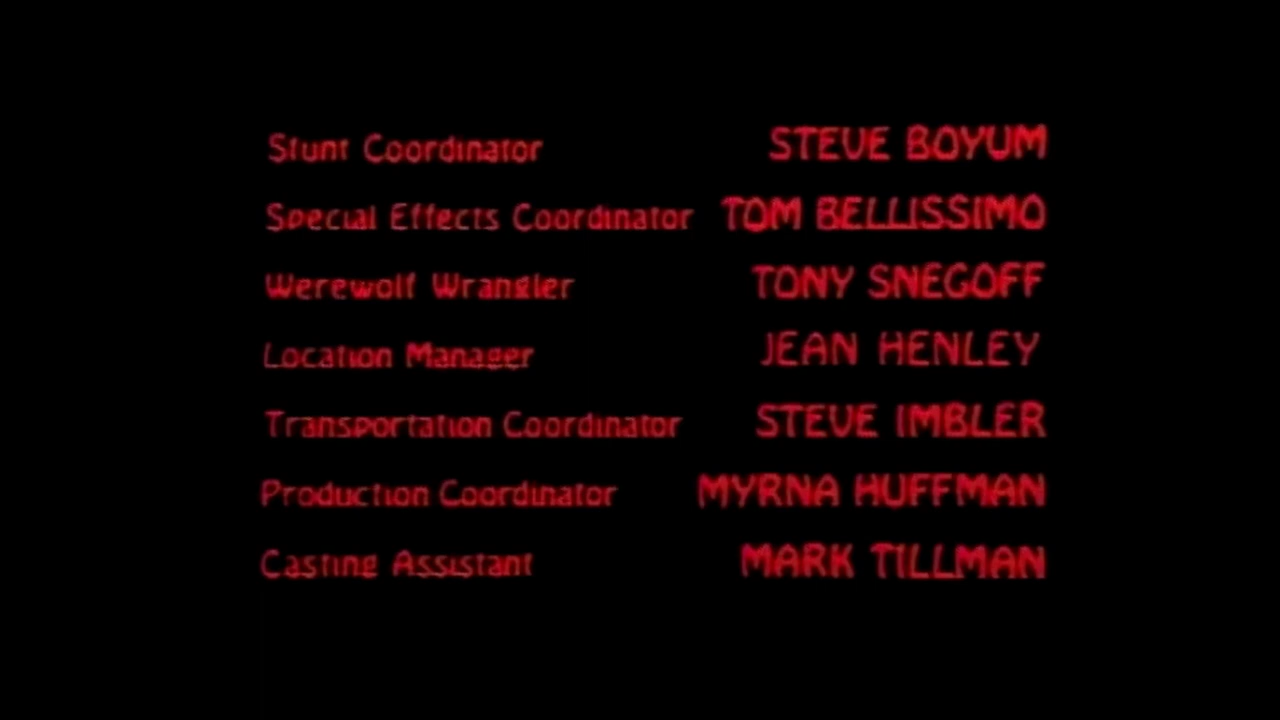 Stunt Coordinator STEVE BOYUM
Special Effects Coordinator TOM BELLISSIMO
Werewolf Wrangler TONY SNEGOFF
Location Manager JEAN HENLEY
Transportation Coordinator STEVE IMBLER
Production Coordinator MYRNA HUFFMAN
Casting Assistant MARK TILLMAN